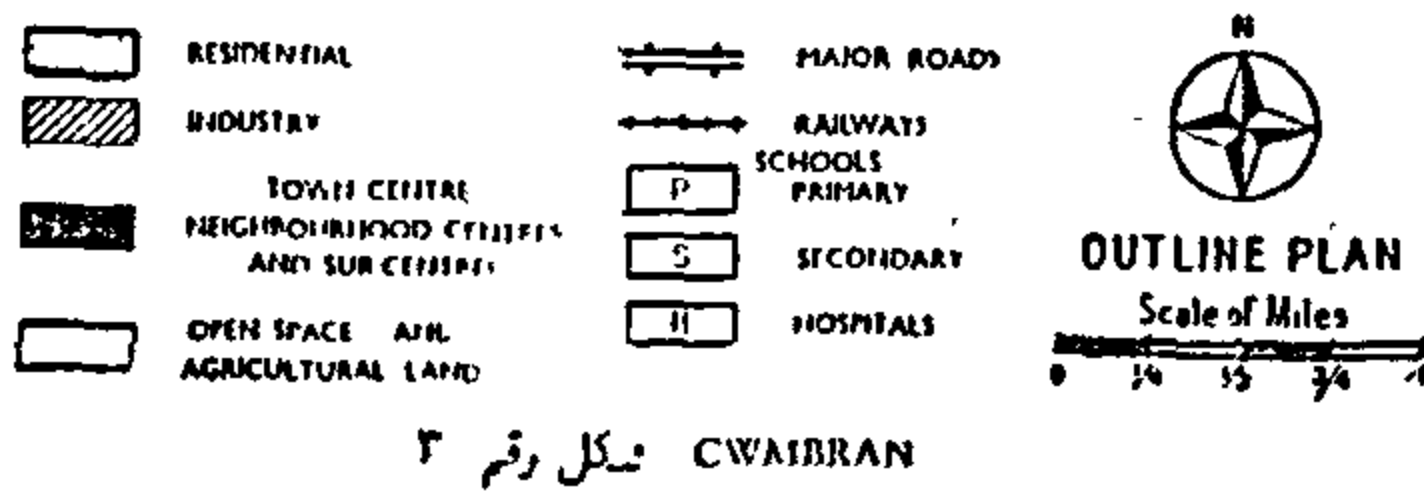 RESIDENTIAL
INDUSTRY
TOWN CENTRE
NEIGHBOURHOOD CENTERS
AND SUB CENTRES
OPEN SPACE AND
AGRICULTURAL LAND
MAJOR ROADS
RAILWAYS
SCHOOLS
P PRIMARY
S SECONDARY
H HOSPITALS
N
OUTLINE PLAN
Scale of Miles
0 1/4 1/2 3/4
شكل رقم ٣ CWMBRAN